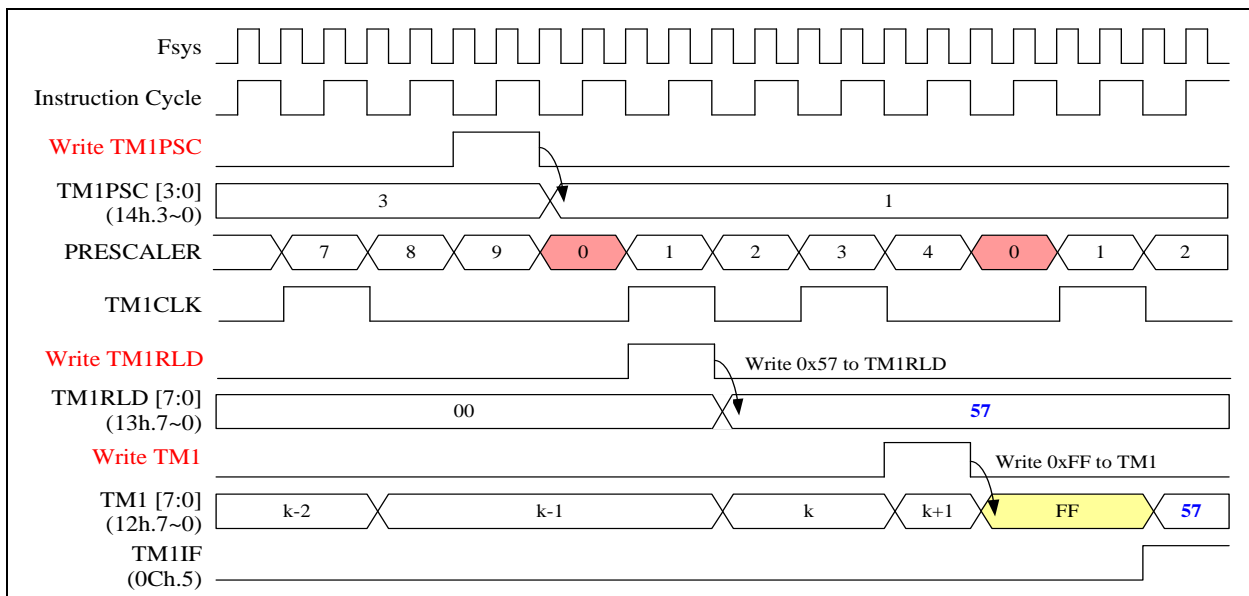 Fsys
Instruction Cycle
Write TM1PSC
TM1PSC [3:0]
(14h.3~0)
3 1
PRESCALER
7 8 9 0 1 2 3 4 0 1 2
TM1CLK
Write TM1RLD
Write 0x57 to TM1RLD
TM1RLD [7:0]
(13h.7~0)
00 57
Write TM1
Write 0xFF to TM1
TM1 [7:0]
(12h.7~0)
k-2 k-1 k k+1 FF 57
TM1IF
(0Ch.5)